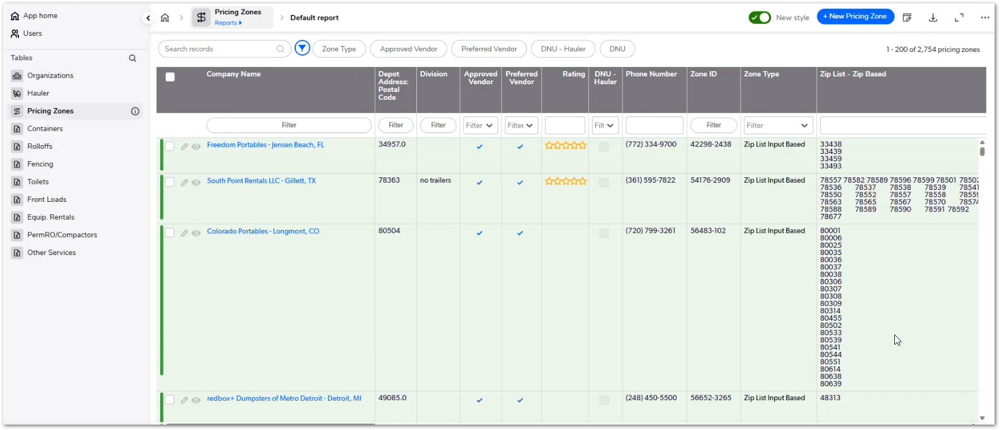 App home
Users
Tables
Organizations
Hauler
Pricing Zones
Containers
Rolloffs
Fencing
Toilets
Front Loads
Equip. Rentals
PermRO/Compactors
Other Services
Pricing Zones
Reports
Default report
New style
+ New Pricing Zone
Search records
Zone Type
Approved Vendor
Preferred Vendor
DNU - Hauler
DNU
1 - 200 of 2,754 pricing zones
Company Name
Depot Address: Postal Code
Division
Approved Vendor
Preferred Vendor
Rating
DNU - Hauler
Phone Number
Zone ID
Zone Type
Zip List - Zip Based
Filter
Filter
Filter
Filter
Filter
Filt
Filter
Filter
Freedom Portables - Jensen Beach, FL
34957.0
(772) 334-9700
42298-2438
Zip List Input Based
33438
33439
33459
33493
South Point Rentals LLC - Gillett, TX
78363
no trailers
(361) 595-7822
54176-2909
Zip List Input Based
78557 78582 78589 78596 78599 78501 78502
78536 78537 78538 78539 78541
78550 78552 78557 78558 78559
78563 78565 78567 78570 78574
78588 78589 78590 78591 78592
78677
Colorado Portables - Longmont, CO
80504
(720) 799-3261
56483-102
Zip List Input Based
80001
80006
80025
80035
80036
80037
80038
80306
80307
80308
80309
80314
80455
80502
80533
80539
80541
80544
80551
80614
80638
80639
redbox+ Dumpsters of Metro Detroit - Detroit, MI
49085.0
(248) 450-5500
56652-3265
Zip List Input Based
48313